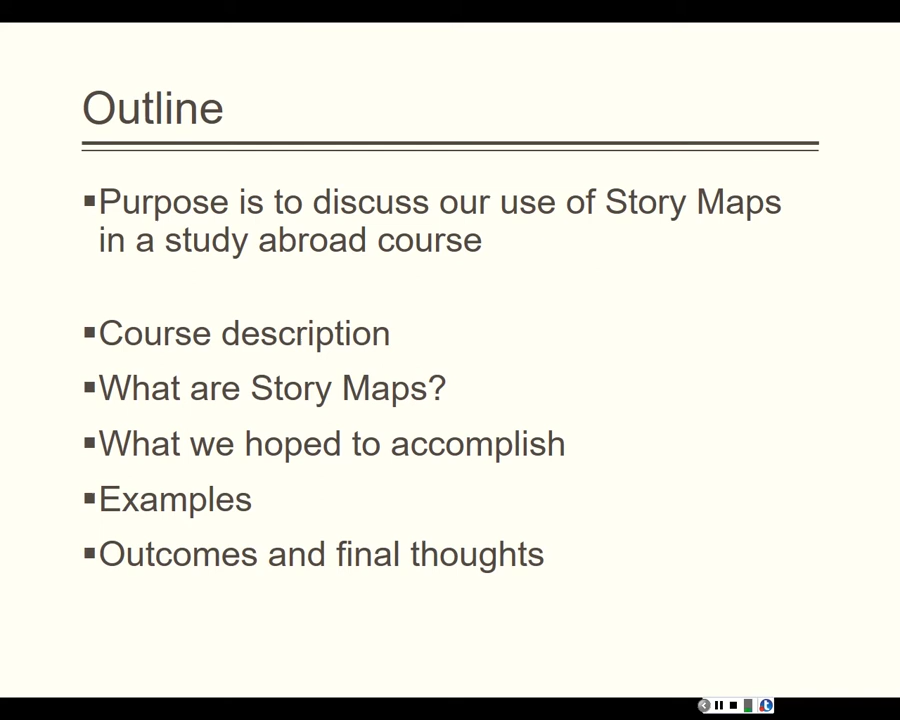 Outline
▪Purpose is to discuss our use of Story Maps
in a study abroad course
▪Course description
▪What are Story Maps?
▪What we hoped to accomplish
▪Examples
▪Outcomes and final thoughts